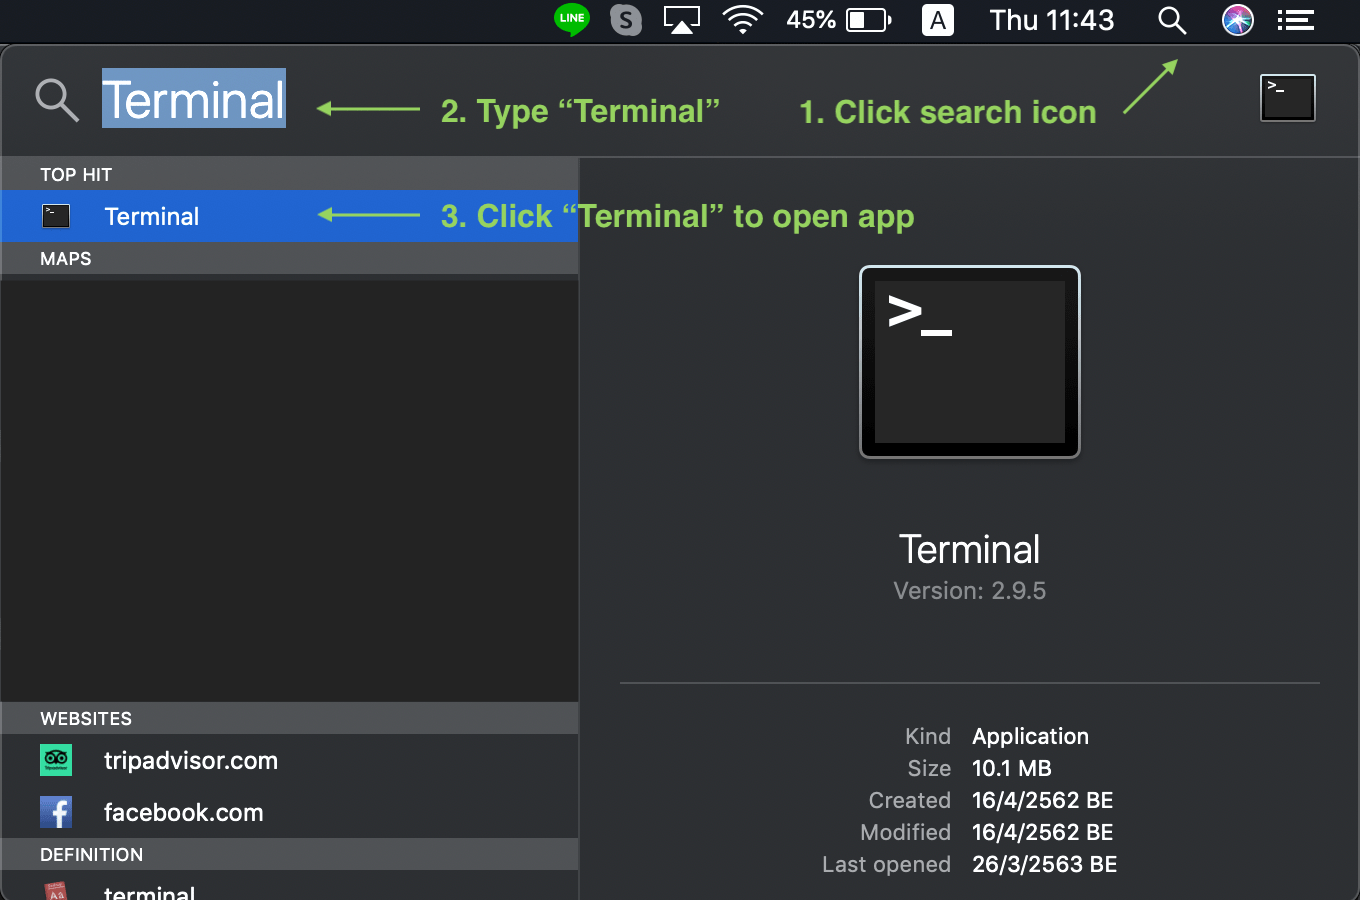 LINE S 45% A Thu 11:43
Terminal
2. Type “Terminal”
1. Click search icon
>_
TOP HIT
>_ Terminal
3. Click “Terminal” to open app
MAPS
>_
Terminal
Version: 2.9.5
WEBSITES
tripadvisor.com
facebook.com
DEFINITION
Aa terminal
Kind Application
Size 10.1 MB
Created 16/4/2562 BE
Modified 16/4/2562 BE
Last opened 26/3/2563 BE